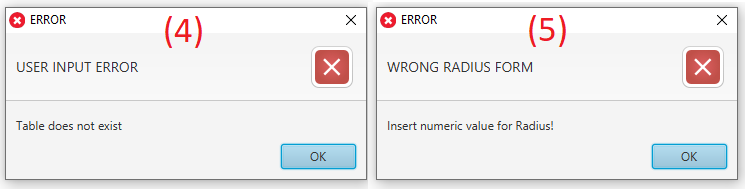 ERROR
(4)
USER INPUT ERROR
Table does not exist
OK
ERROR
(5)
WRONG RADIUS FORM
Insert numeric value for Radius!
OK